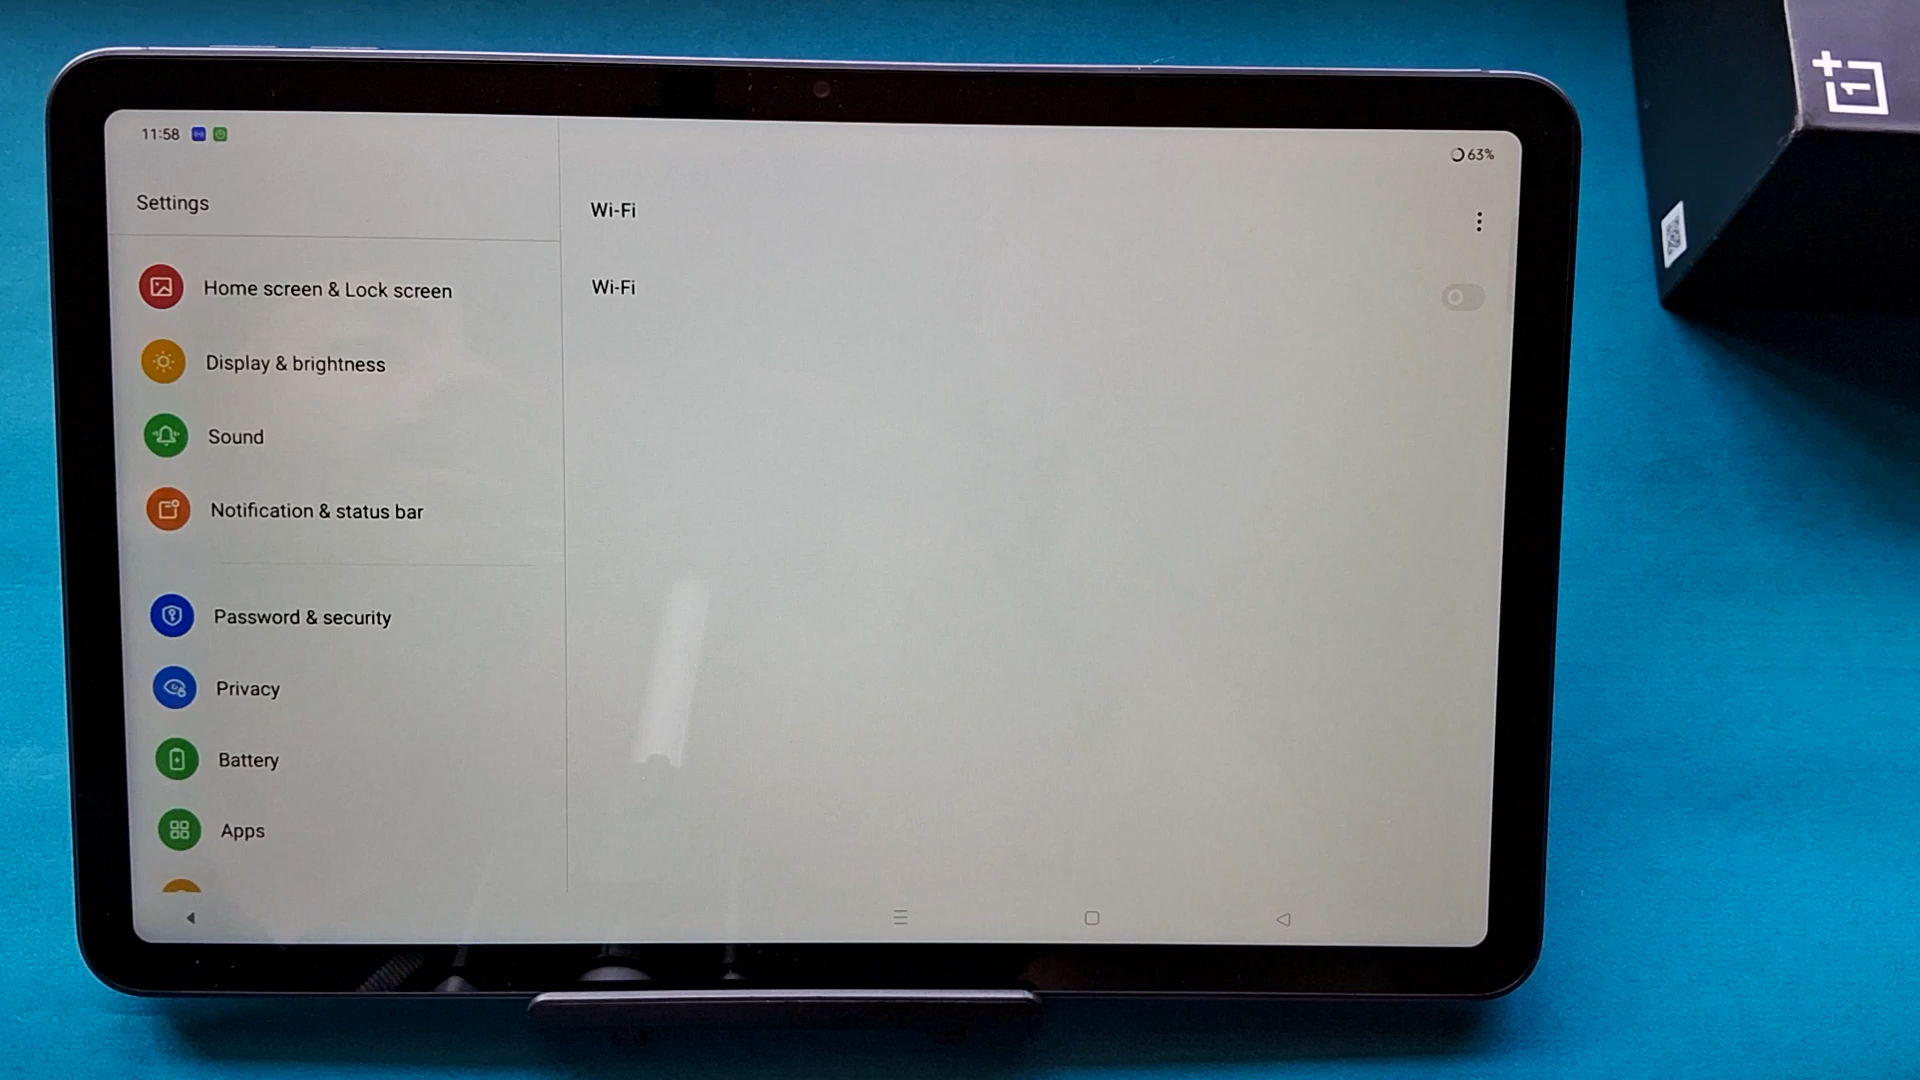 11:58
63%
Settings
Wi-Fi
Home screen & Lock screen
Wi-Fi
Display & brightness
Sound
Notification & status bar
Password & security
Privacy
Battery
Apps
1+